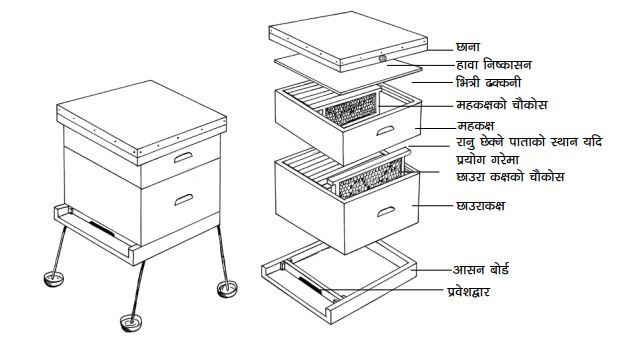 छाना
हावा निष्कासन
भित्री ढक्कनी
महकक्षको चौकोस
महकक्ष
रानु छेक्ने पाताको स्थान यदि
प्रयोग गरेमा
छाउरा कक्षको चौकोस
छाउराकक्ष
आसन बोर्ड
प्रवेशद्वार